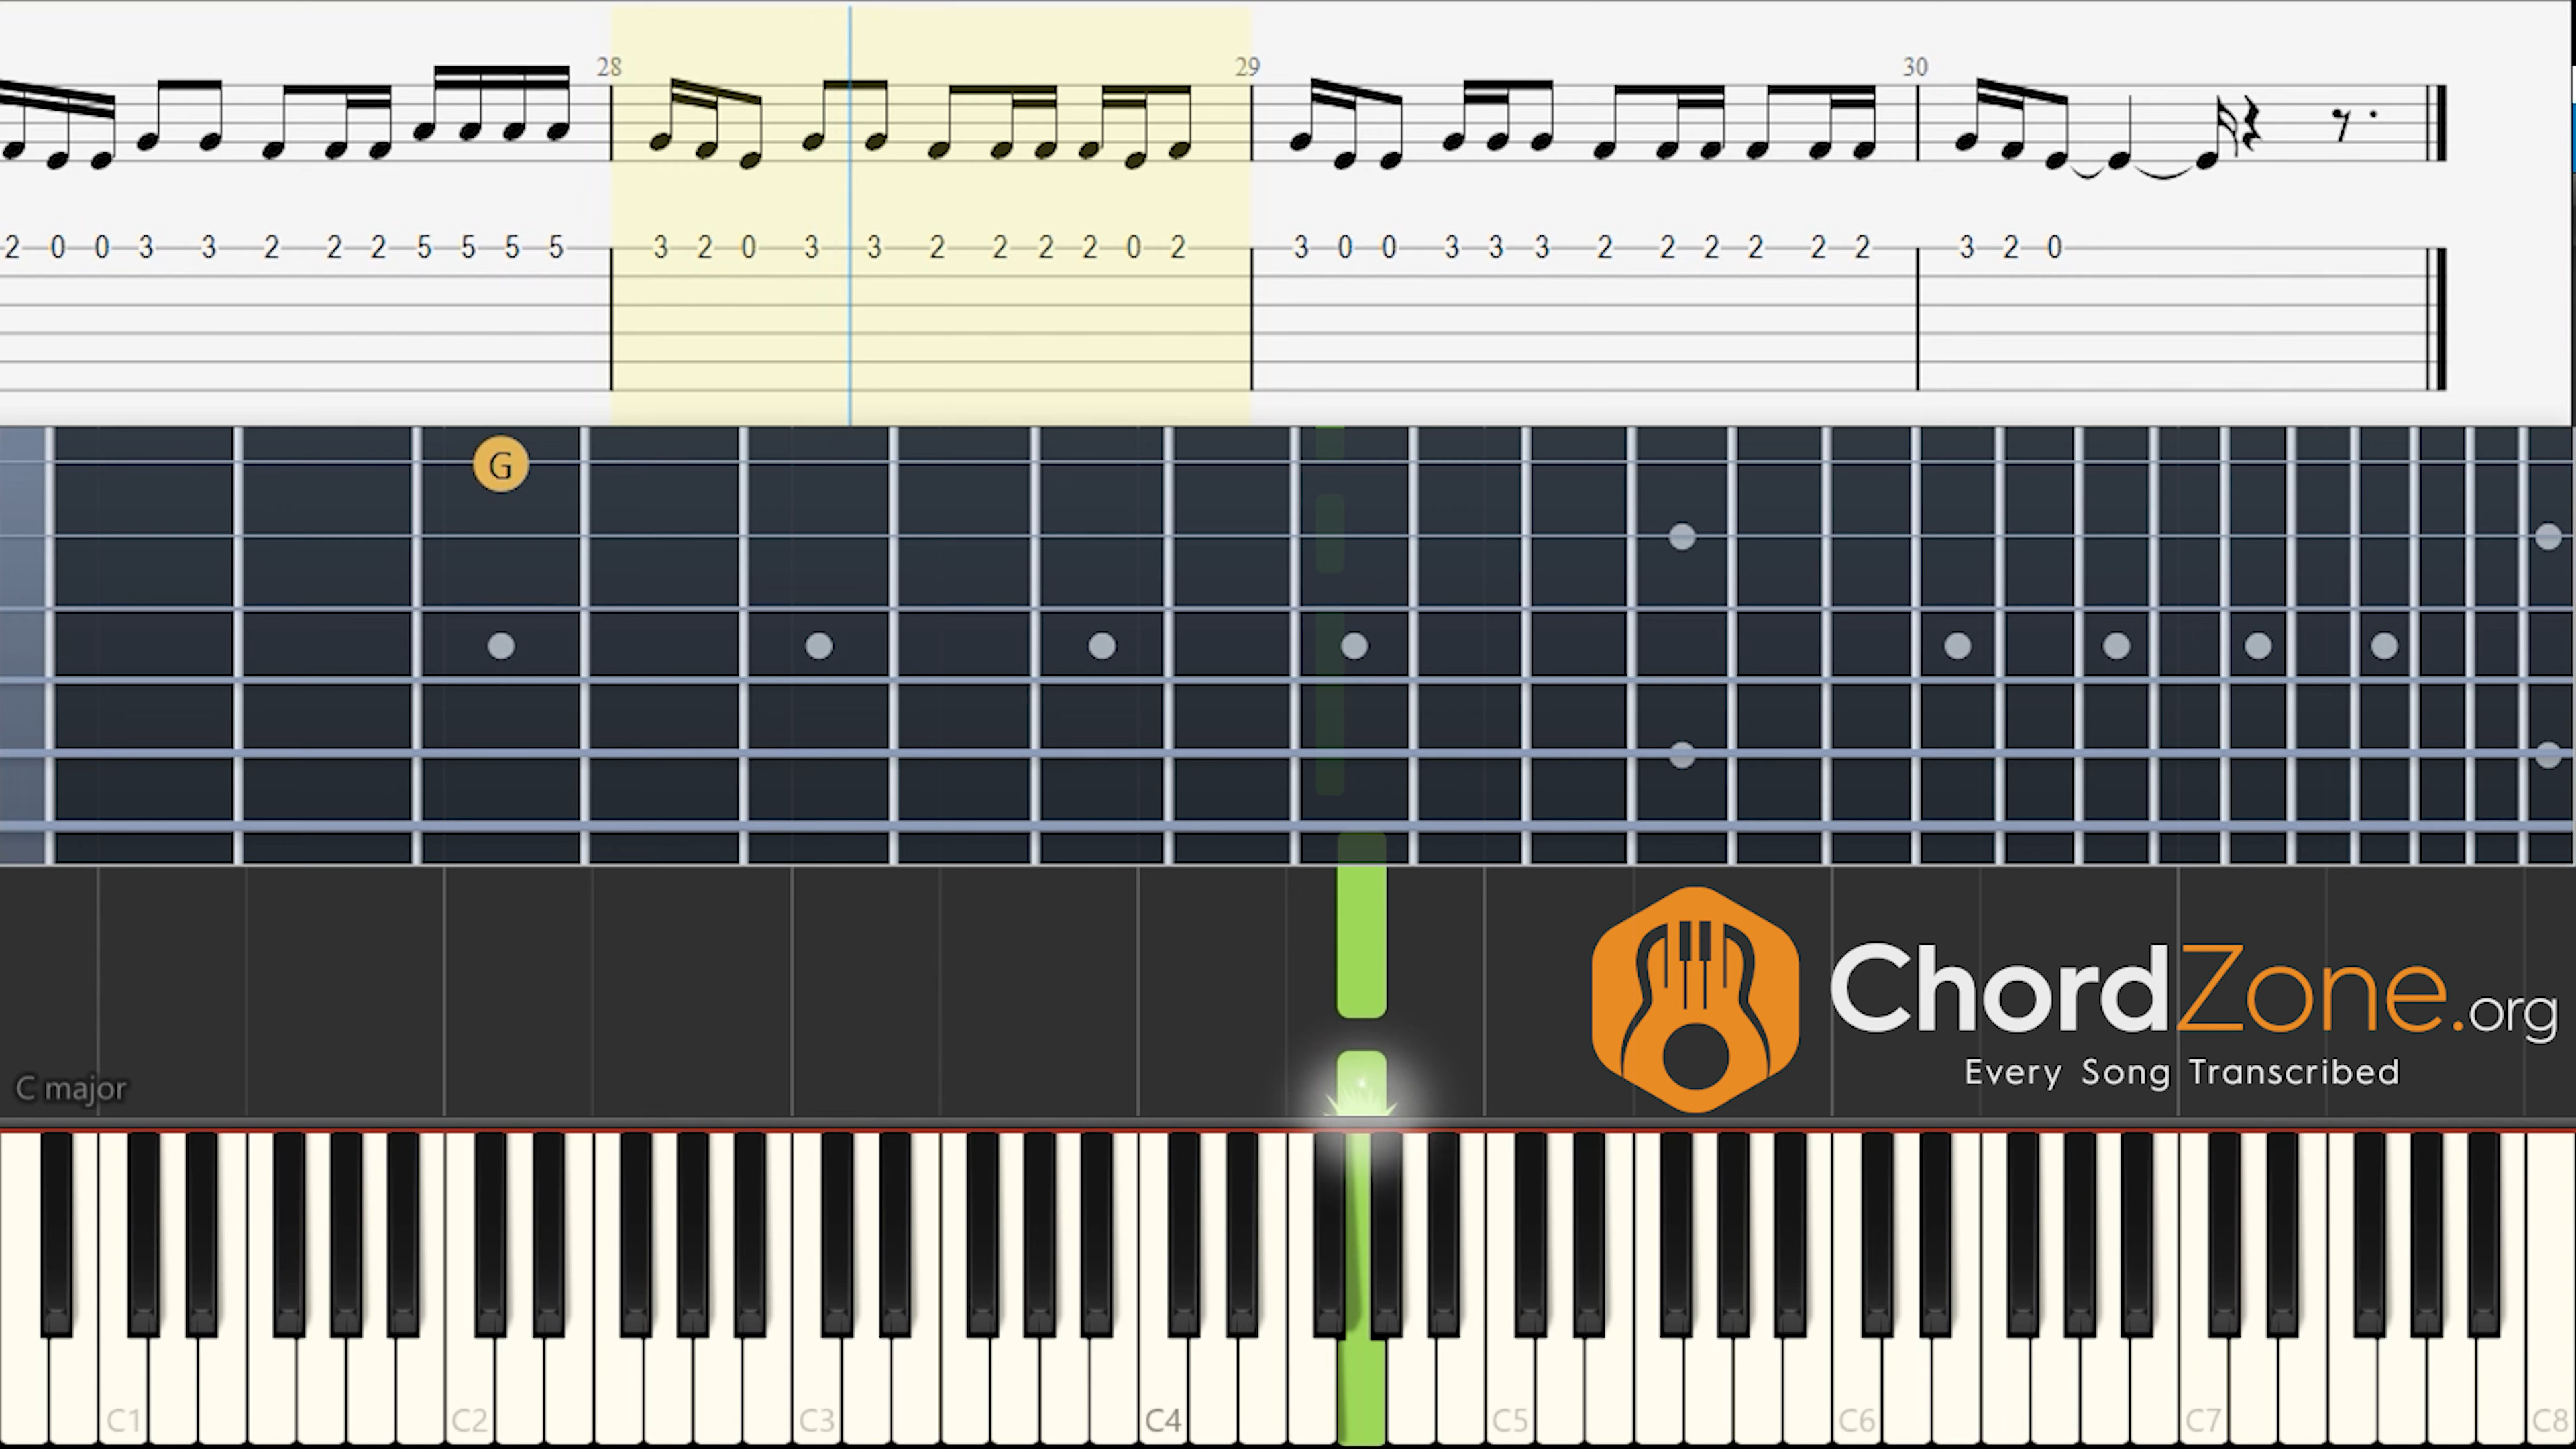 28 29 30
2 0 0 3 3 2 2 2 5 5 5 5 3 2 0 3 3 2 2 2 2 0 2 3 0 0 3 3 3 2 2 2 2 2 2 3 2 0
G
ChordZone.org
Every Song Transcribed
C major
C1 C2 C3 C4 C5 C6 C7 C8